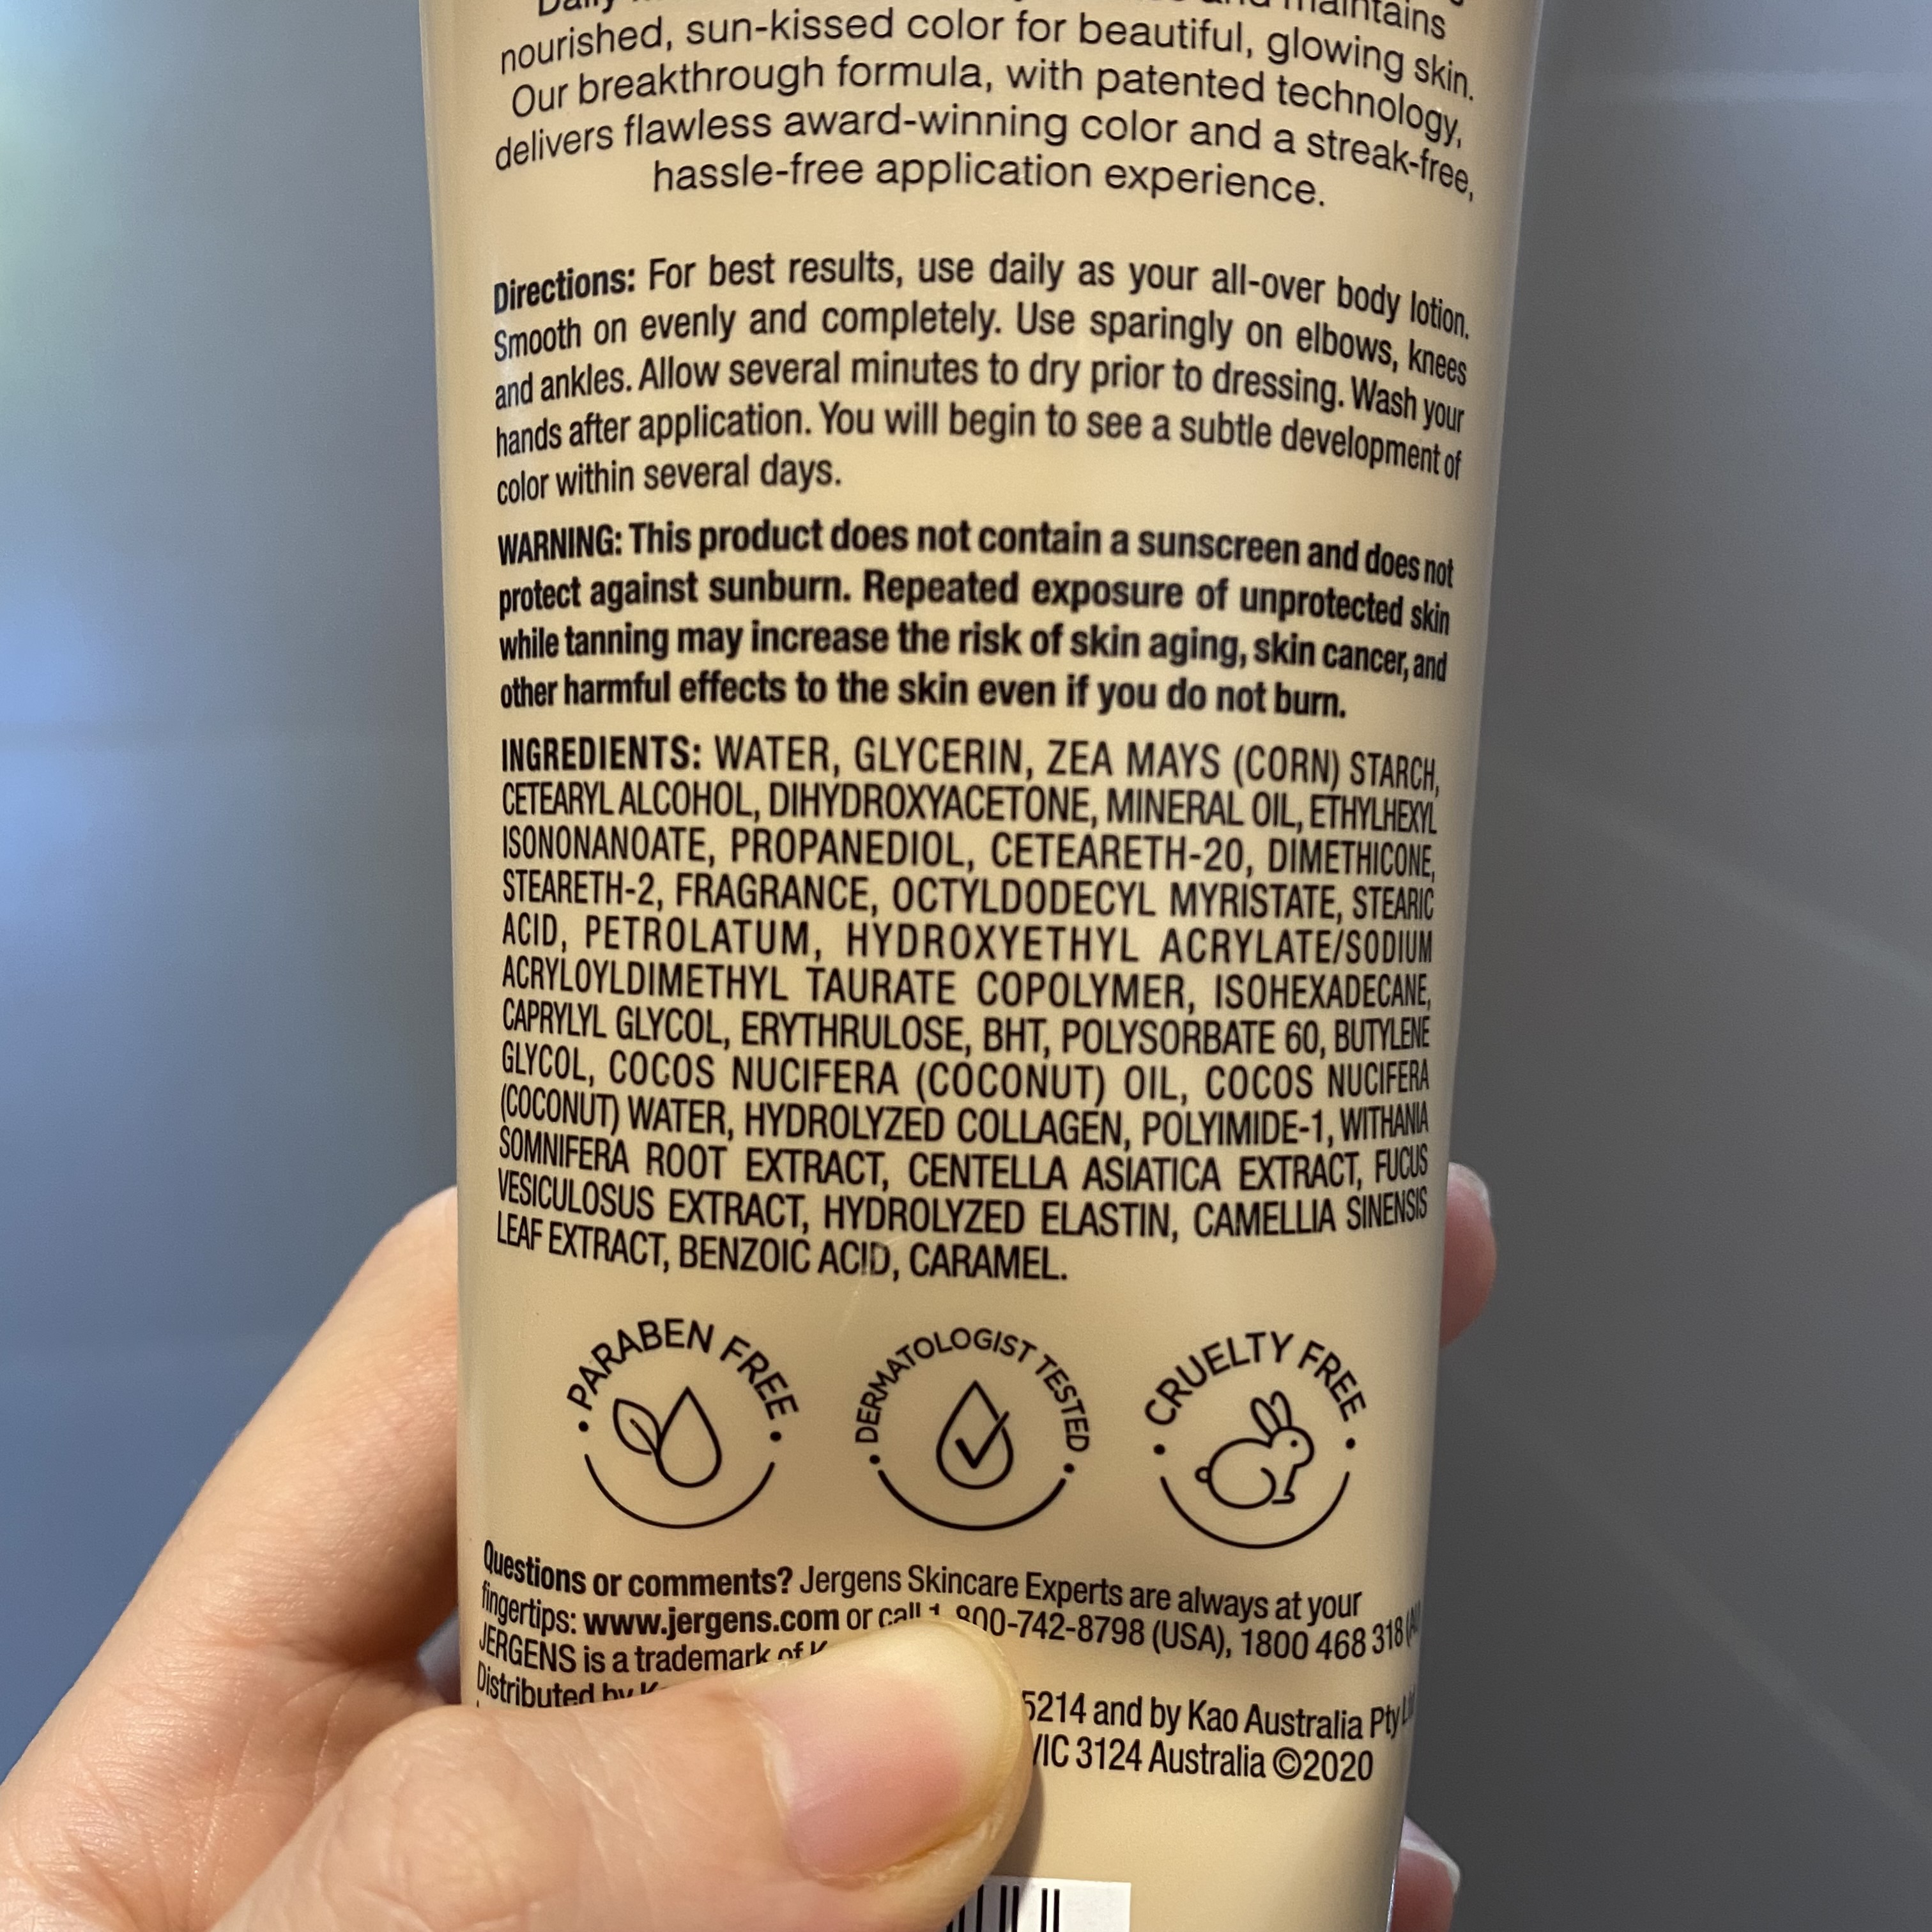 Daily
and maintains
nourished, sun-kissed color for beautiful, glowing skin.
Our breakthrough formula, with patented technology,
delivers flawless award-winning color and a streak-free,
hassle-free application experience.
Directions: For best results, use daily as your all-over body lotion.
Smooth on evenly and completely. Use sparingly on elbows, knees
and ankles. Allow several minutes to dry prior to dressing. Wash your
hands after application. You will begin to see a subtle development of
color within several days.
WARNING: This product does not contain a sunscreen and does not
protect against sunburn. Repeated exposure of unprotected skin
while tanning may increase the risk of skin aging, skin cancer, and
other harmful effects to the skin even if you do not burn.
INGREDIENTS: WATER, GLYCERIN, ZEA MAYS (CORN) STARCH,
CETEARYL ALCOHOL, DIHYDROXYACETONE, MINERAL OIL, ETHYLHEXYL
ISONONANOATE, PROPANEDIOL, CETEARETH-20, DIMETHICONE,
STEARETH-2, FRAGRANCE, OCTYLDODECYL MYRISTATE, STEARIC
ACID, PETROLATUM, HYDROXYETHYL ACRYLATE/SODIUM
ACRYLOYLDIMETHYL TAURATE COPOLYMER, ISOHEXADECANE,
CAPRYLYL GLYCOL, ERYTHRULOSE, BHT, POLYSORBATE 60, BUTYLENE
GLYCOL, COCOS NUCIFERA (COCONUT) OIL, COCOS NUCIFERA
(COCONUT) WATER, HYDROLYZED COLLAGEN, POLYIMIDE-1, WITHANIA
SOMNIFERA ROOT EXTRACT, CENTELLA ASIATICA EXTRACT, FUCUS
VESICULOSUS EXTRACT, HYDROLYZED ELASTIN, CAMELLIA SINENSIS
LEAF EXTRACT, BENZOIC ACID, CARAMEL.
• PARABEN FREE •
• DERMATOLOGIST TESTED •
• CRUELTY FREE •
Questions or comments? Jergens Skincare Experts are always at your
fingertips: www.jergens.com or call 1-800-742-8798 (USA), 1800 468 318
JERGENS is a trademark of
Distributed by
5214 and by Kao Australia Pty
VIC 3124 Australia ©2020